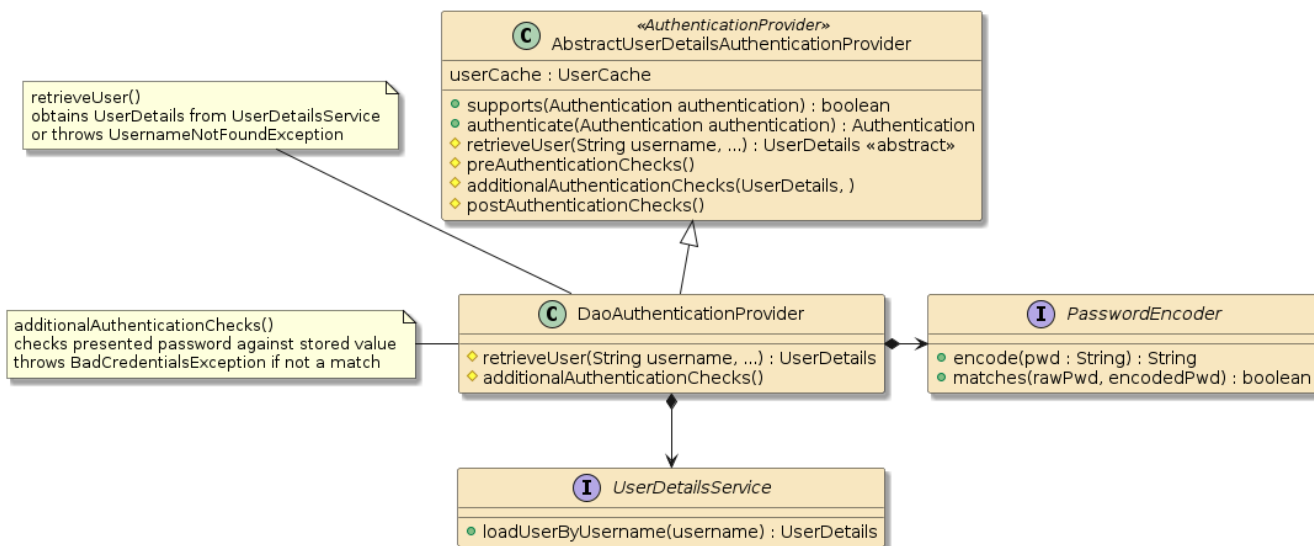 «AuthenticationProvider»
C AbstractUserDetailsAuthenticationProvider
userCache : UserCache
supports(Authentication authentication) : boolean
authenticate(Authentication authentication) : Authentication
retrieveUser(String username, ...) : UserDetails «abstract»
preAuthenticationChecks()
additionalAuthenticationChecks(UserDetails, )
postAuthenticationChecks()
retrieveUser()
obtains UserDetails from UserDetailsService
or throws UsernameNotFoundException
additionalAuthenticationChecks()
checks presented password against stored value
throws BadCredentialsException if not a match
C DaoAuthenticationProvider
retrieveUser(String username, ...) : UserDetails
additionalAuthenticationChecks()
I PasswordEncoder
encode(pwd : String) : String
matches(rawPwd, encodedPwd) : boolean
I UserDetailsService
loadUserByUsername(username) : UserDetails